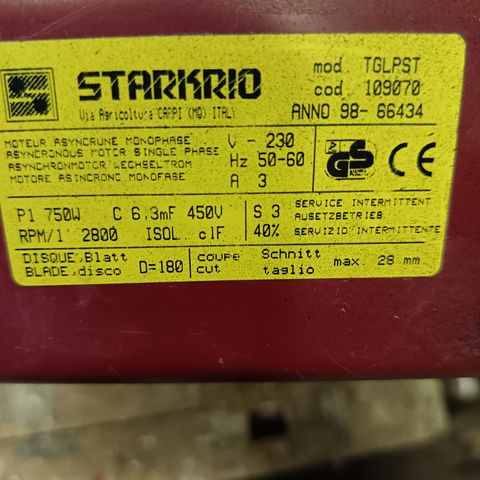 STARKRIO
Via Agricoltura CARPI (MO) ITALY
mod. TGLPST
cod. 109070
ANNO 98- 66434
MOTEUR ASYNCRUNE MONOPHASE
ASYNCRONOUS MOTOR SINGLE PHASE
ASYNCHRONMOTOR WECHSELTROM
MOTORE ASINCRONO MONOFASE
V - 230
Hz 50-60
A 3
GS
P1 750W C 6,3mF 450V
RPM/1' 2800 ISOL. clF
S 3
40%
SERVICE INTERMITTENT
AUSETZBETRIEB
SERVIZIO INTERMITTENTE
DISQUE,Blatt
BLADE,disco
D=180
coupe
cut
Schnitt
taglio
max. 28 mm